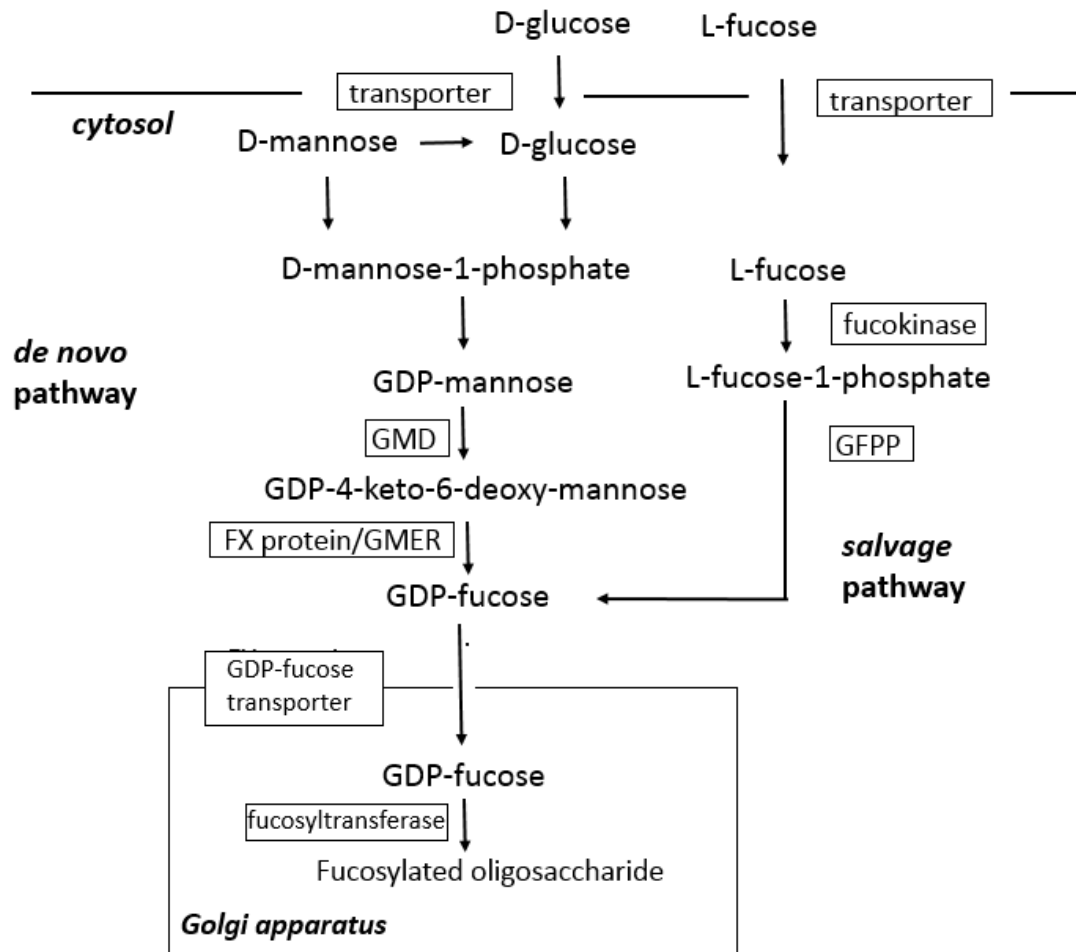 D-glucose L-fucose
transporter
transporter
cytosol
D-mannose D-glucose
D-mannose-1-phosphate L-fucose
fucokinase
de novo
pathway
GDP-mannose L-fucose-1-phosphate
GMD GFPP
GDP-4-keto-6-deoxy-mannose
FX protein/GMER
salvage
pathway
GDP-fucose
GDP-fucose
transporter
GDP-fucose
fucosyltransferase
Fucosylated oligosaccharide
Golgi apparatus